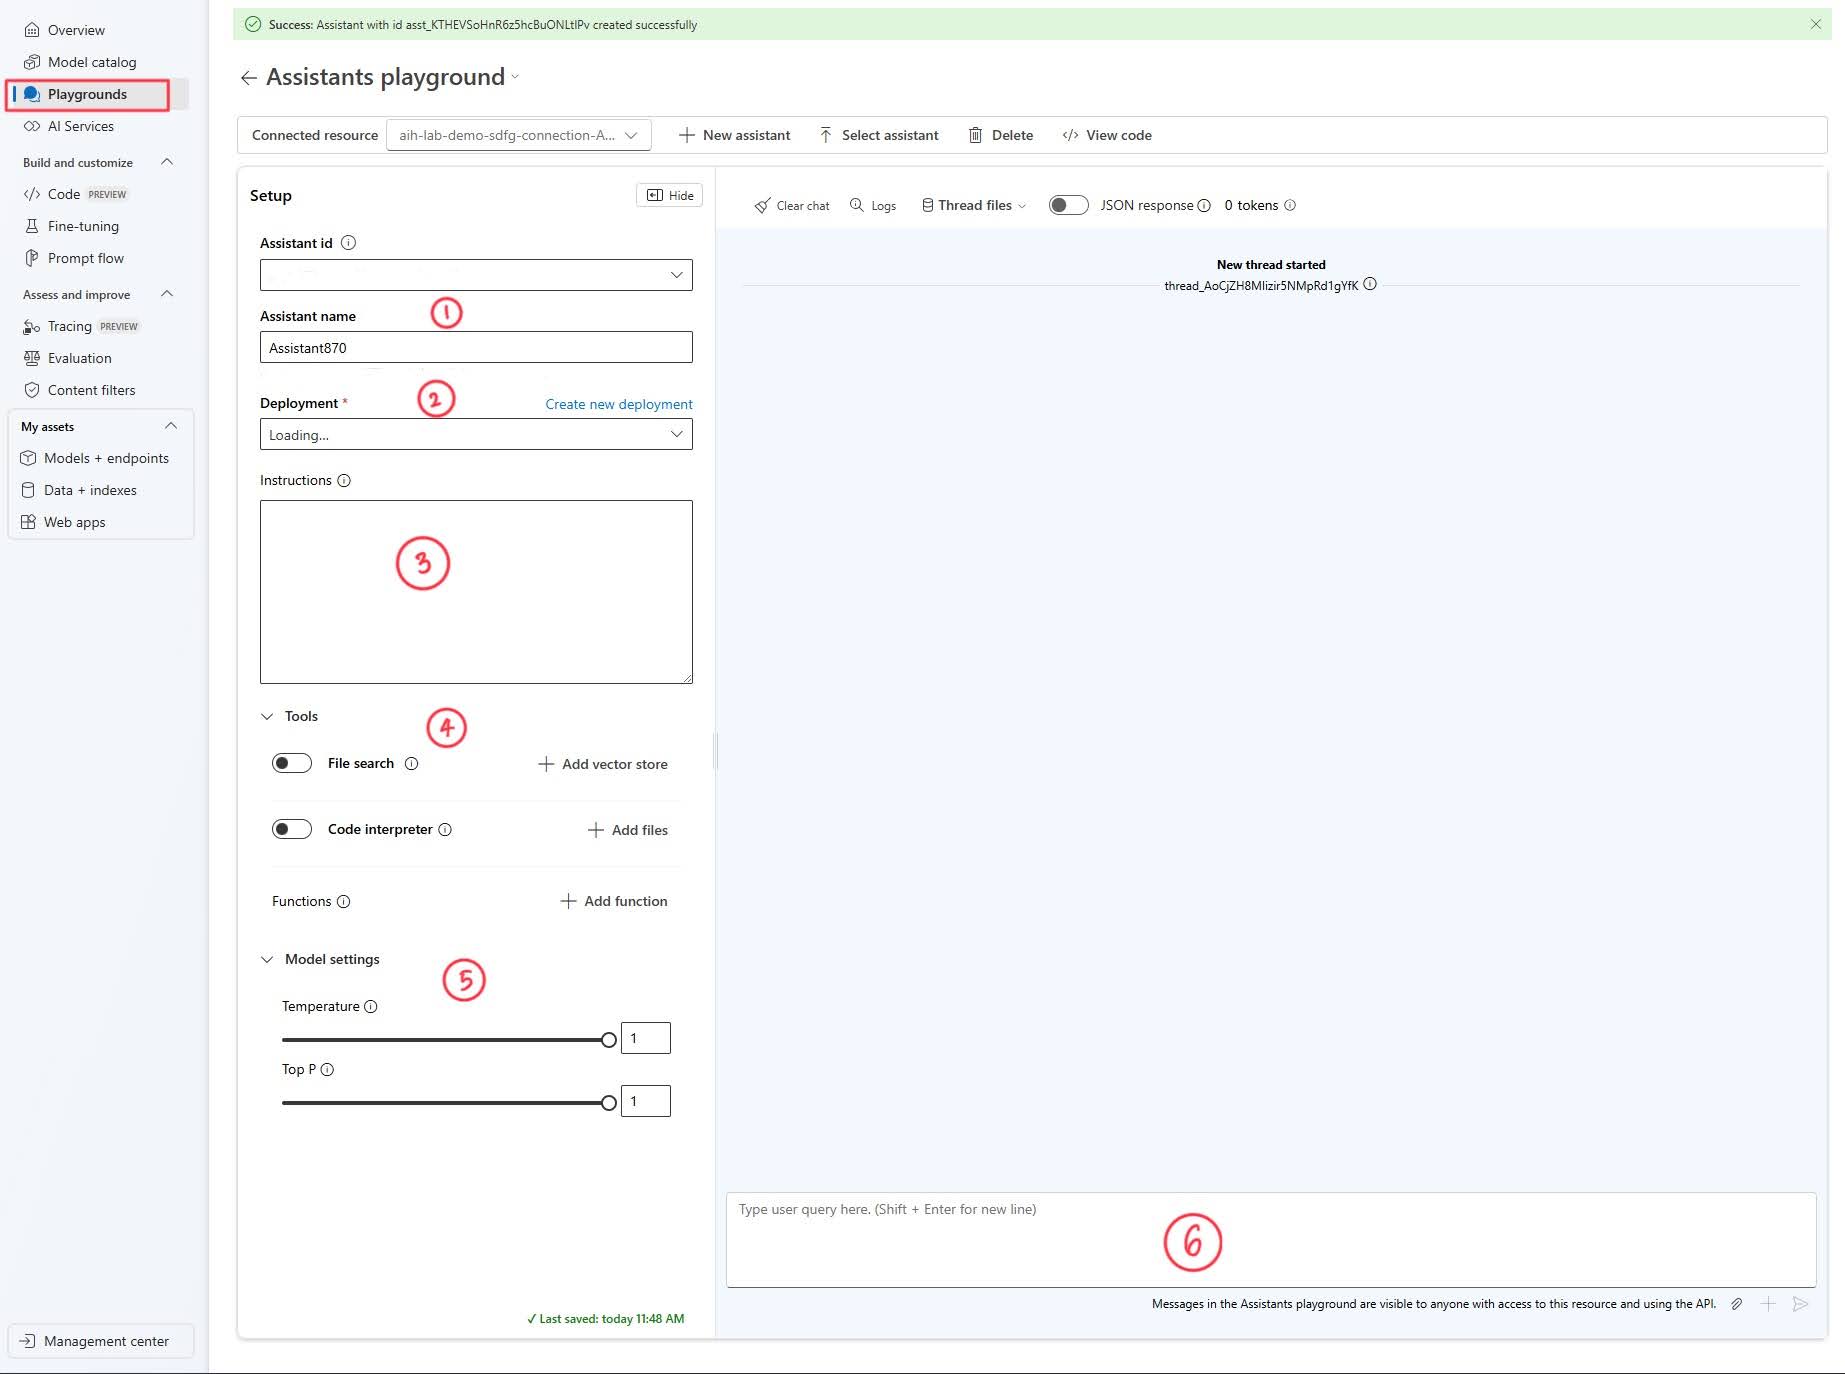 Overview
Model catalog
Playgrounds
AI Services
Build and customize
Code PREVIEW
Fine-tuning
Prompt flow
Assess and improve
Tracing PREVIEW
Evaluation
Content filters
My assets
Models + endpoints
Data + indexes
Web apps
Management center
Success: Assistant with id asst_KTHEVSoHnR6z5hcBuONLtIPv created successfully
Assistants playground
Connected resource aih-lab-demo-sdfg-connection-A... New assistant Select assistant Delete View code
Setup Hide
Assistant id
1
Assistant name
Assistant870
2
Deployment * Create new deployment
Loading...
Instructions
3
Tools
4
File search Add vector store
Code interpreter Add files
Functions Add function
Model settings
5
Temperature
1
Top P
1
✓ Last saved: today 11:48 AM
Clear chat Logs Thread files JSON response 0 tokens
New thread started
thread_AoCjZH8MIizir5NMpRd1gYfK
Type user query here. (Shift + Enter for new line)
6
Messages in the Assistants playground are visible to anyone with access to this resource and using the API.